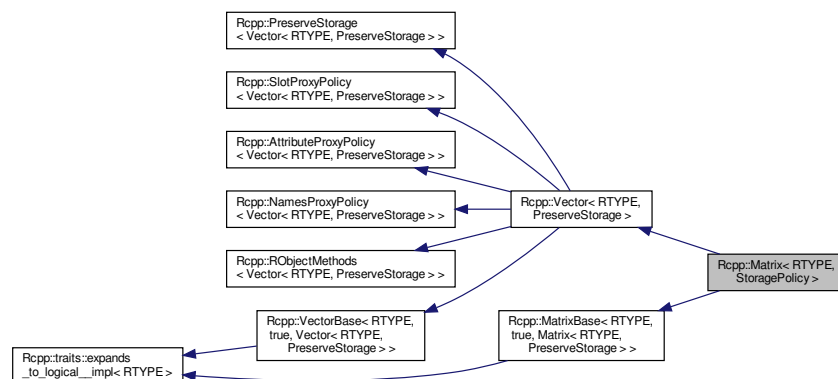 Rcpp::PreserveStorage
< Vector< RTYPE, PreserveStorage > >
Rcpp::SlotProxyPolicy
< Vector< RTYPE, PreserveStorage > >
Rcpp::AttributeProxyPolicy
< Vector< RTYPE, PreserveStorage > >
Rcpp::NamesProxyPolicy
< Vector< RTYPE, PreserveStorage > >
Rcpp::Vector< RTYPE,
PreserveStorage >
Rcpp::RObjectMethods
< Vector< RTYPE, PreserveStorage > >
Rcpp::Matrix< RTYPE,
StoragePolicy >
Rcpp::VectorBase< RTYPE,
true, Vector< RTYPE,
PreserveStorage > >
Rcpp::MatrixBase< RTYPE,
true, Matrix< RTYPE,
PreserveStorage > >
Rcpp::traits::expands
_to_logical__impl< RTYPE >